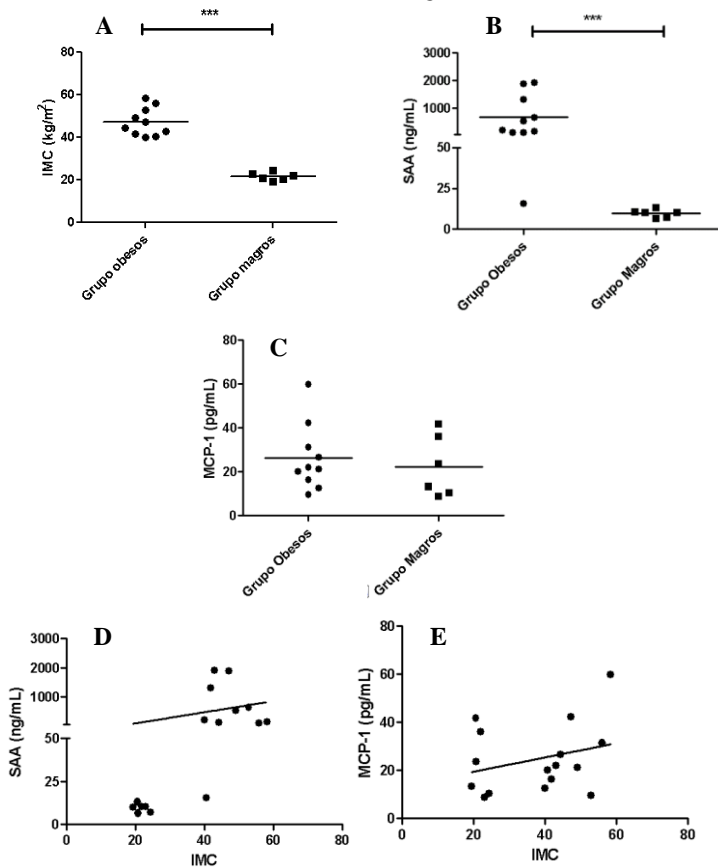 A
***
IMC (kg/m²)
80
60
40
20
0
Grupo obesos
Grupo magros
B
***
SAA (ng/mL)
3000
2000
1000
50
25
0
Grupo Obesos
Grupo Magros
C
MCP-1 (pg/mL)
80
60
40
20
0
Grupo Obesos
Grupo Magros
D
SAA (ng/mL)
3000
2000
1000
50
25
0
0 20 40 60 80
IMC
E
MCP-1 (pg/mL)
80
60
40
20
0
0 20 40 60 80
IMC